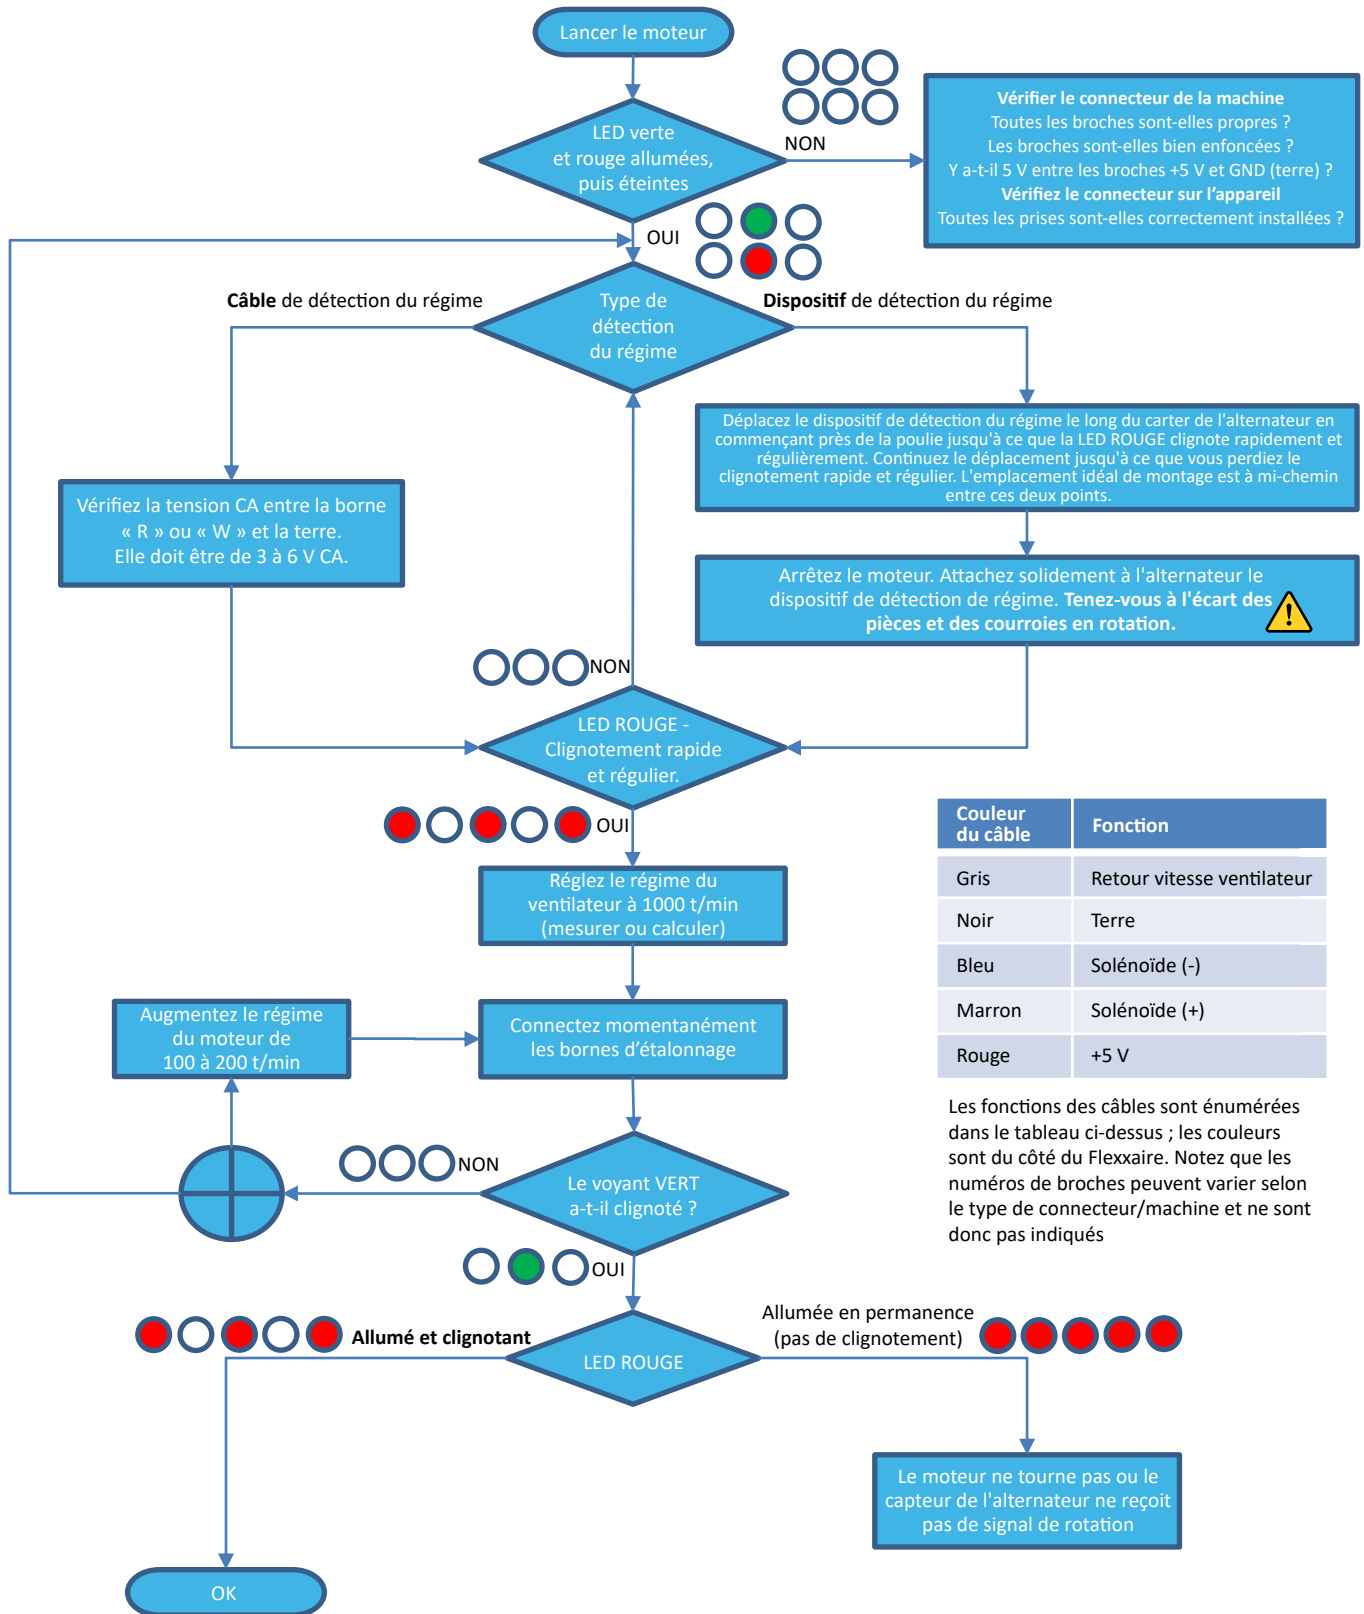 Lancer le moteur
LED verte
et rouge allumées,
puis éteintes
NON
Vérifier le connecteur de la machine
Toutes les broches sont-elles propres ?
Les broches sont-elles bien enfoncées ?
Y a-t-il 5 V entre les broches +5 V et GND (terre) ?
Vérifiez le connecteur sur l'appareil
Toutes les prises sont-elles correctement installées ?
OUI
Câble de détection du régime
Type de
détection
du régime
Dispositif de détection du régime
Déplacez le dispositif de détection du régime le long du carter de l'alternateur en
commençant près de la poulie jusqu'à ce que la LED ROUGE clignote rapidement et
régulièrement. Continuez le déplacement jusqu'à ce que vous perdiez le
clignotement rapide et régulier. L'emplacement idéal de montage est à mi-chemin
entre ces deux points.
Vérifiez la tension CA entre la borne
« R » ou « W » et la terre.
Elle doit être de 3 à 6 V CA.
Arrêtez le moteur. Attachez solidement à l'alternateur le
dispositif de détection de régime. Tenez-vous à l'écart des
pièces et des courroies en rotation.
NON
LED ROUGE -
Clignotement rapide
et régulier.
OUI
Réglez le régime du
ventilateur à 1000 t/min
(mesurer ou calculer)
Augmentez le régime
du moteur de
100 à 200 t/min
Connectez momentanément
les bornes d'étalonnage
NON
Le voyant VERT
a-t-il clignoté ?
OUI
Allumé et clignotant
LED ROUGE
Allumée en permanence
(pas de clignotement)
Le moteur ne tourne pas ou le
capteur de l'alternateur ne reçoit
pas de signal de rotation
OK
Couleur
du câble
Fonction
Gris Retour vitesse ventilateur
Noir Terre
Bleu Solénoïde (-)
Marron Solénoïde (+)
Rouge +5 V
Les fonctions des câbles sont énumérées
dans le tableau ci-dessus ; les couleurs
sont du côté du Flexxaire. Notez que les
numéros de broches peuvent varier selon
le type de connecteur/machine et ne sont
donc pas indiqués